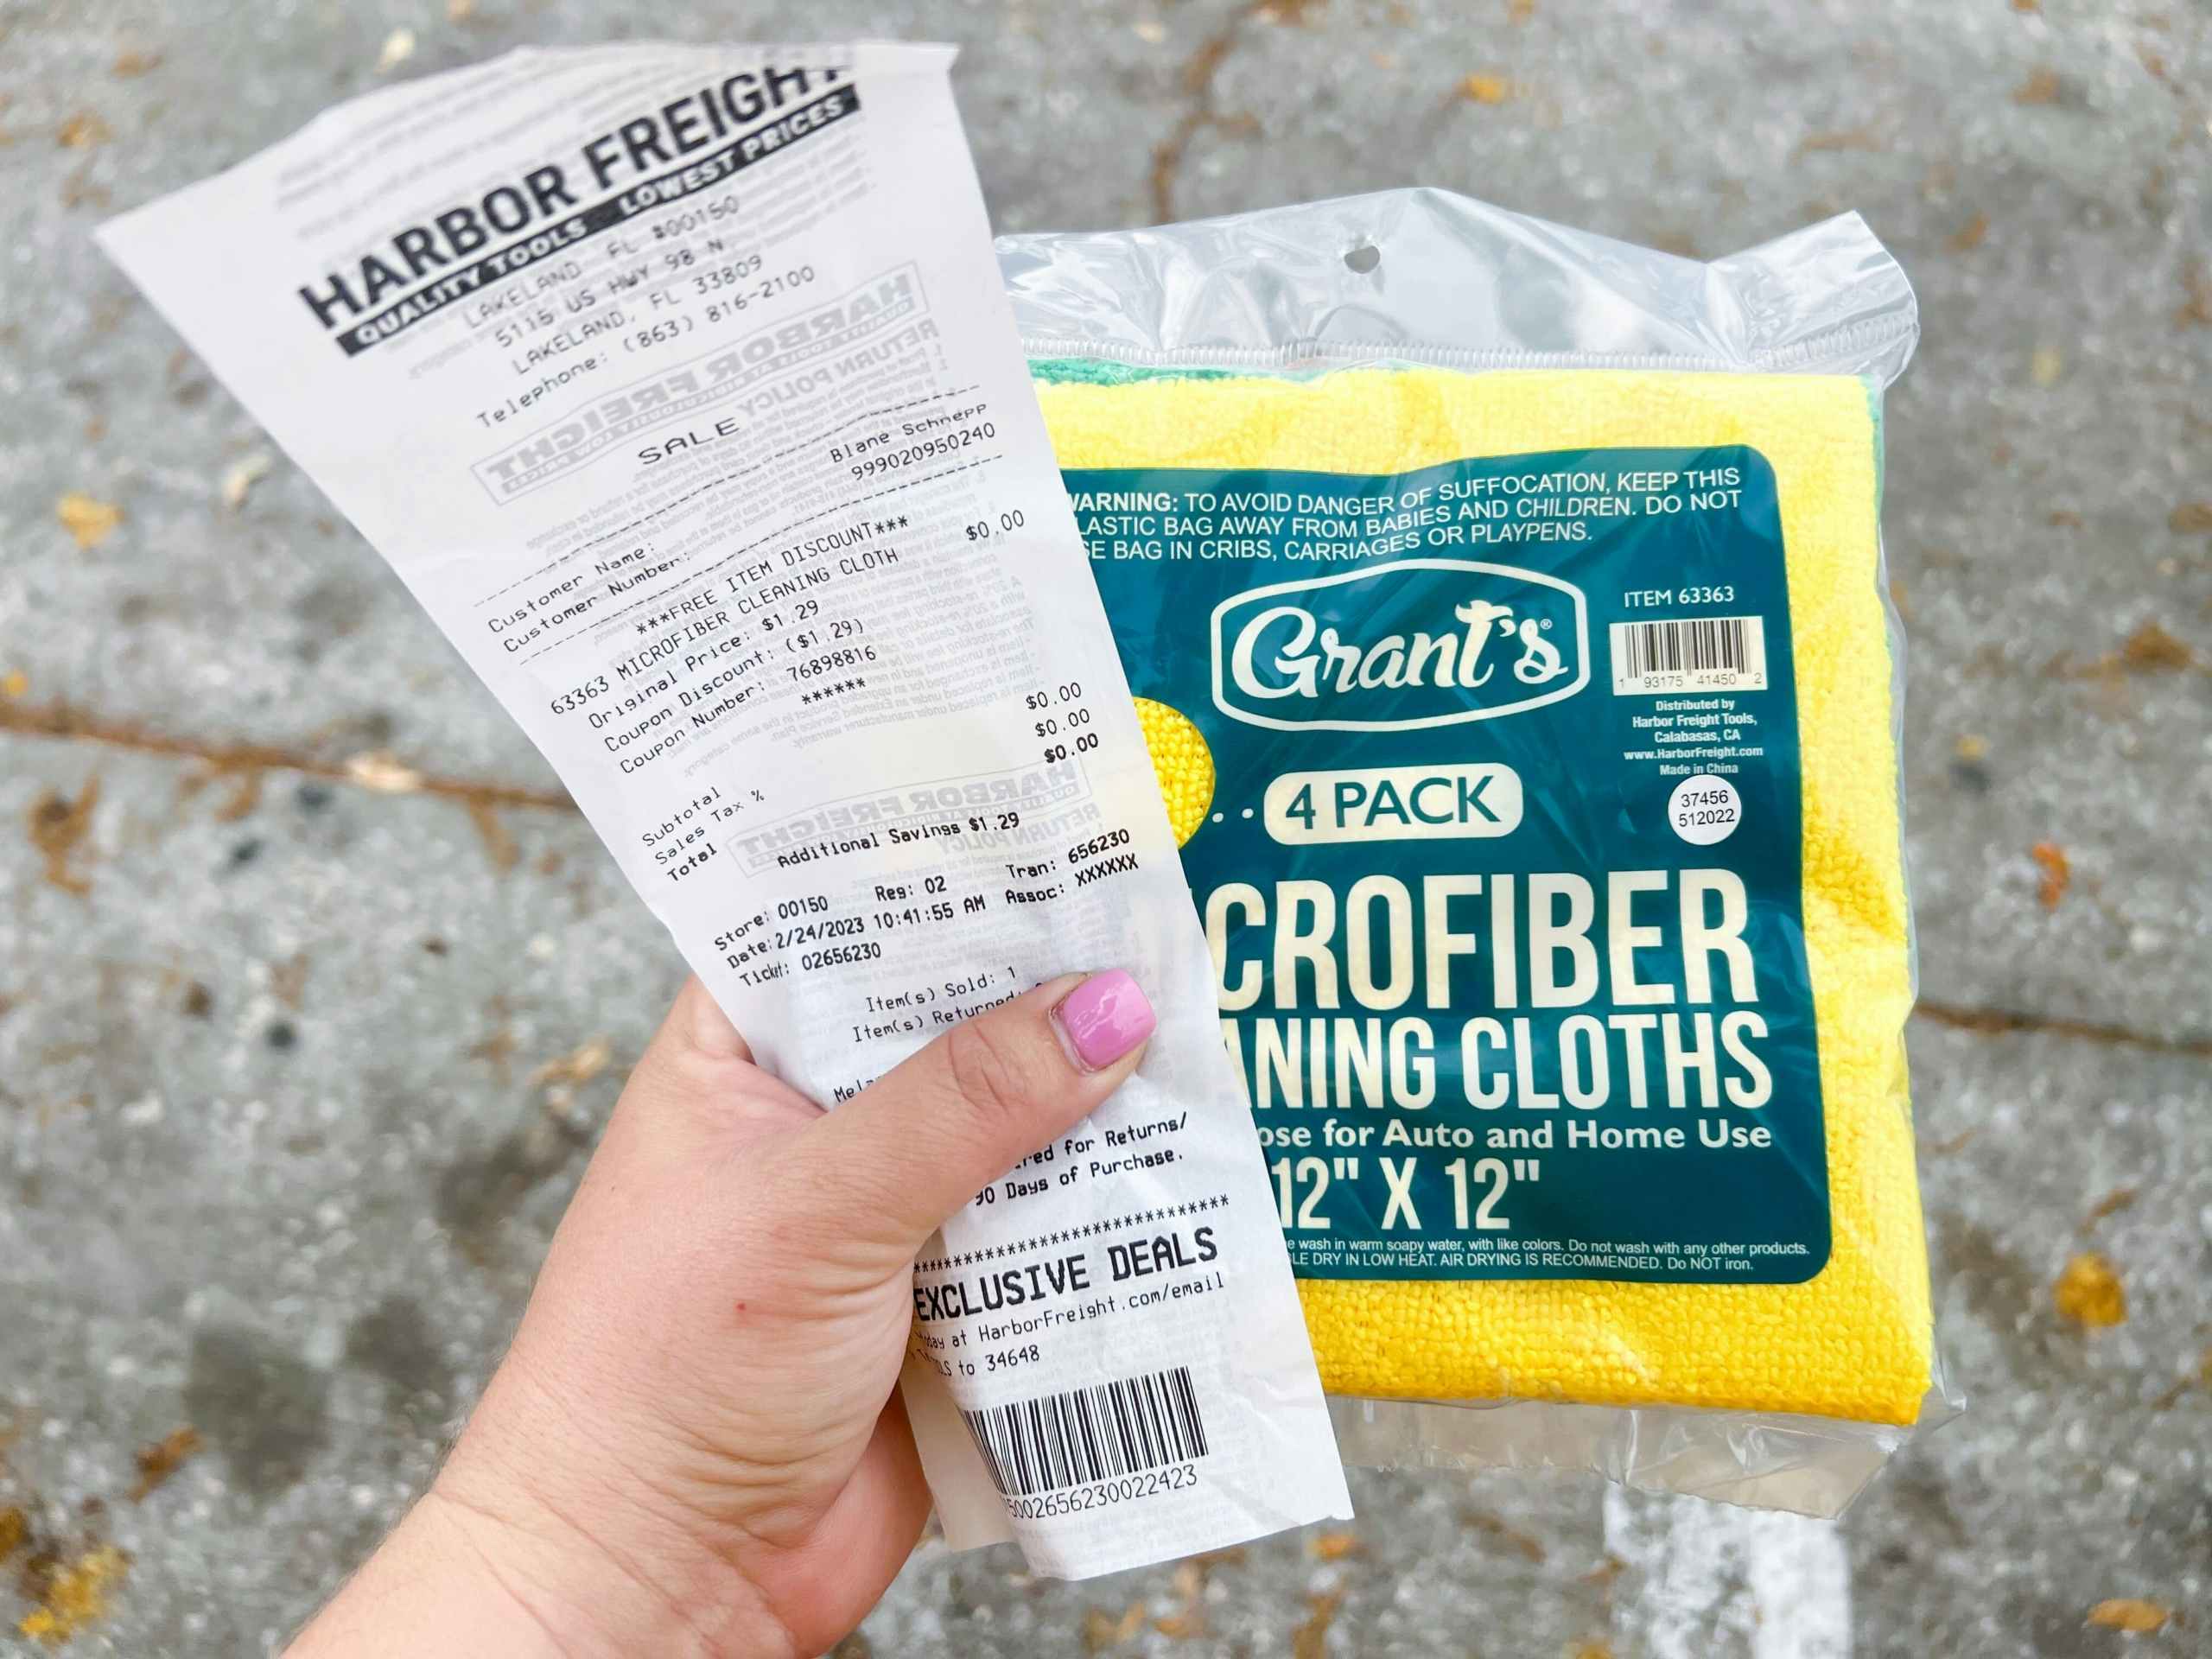 HARBOR FREIGHT
QUALITY TOOLS LOWEST PRICES
LAKELAND FL #00150
5115 US HWY 98 N
LAKELAND, FL 33809
Telephone: (863) 816-2100
SALE
Customer Name: Blane Schnepp
Customer Number: 999020950240
***FREE ITEM DISCOUNT***
63363 MICROFIBER CLEANING CLOTH $0.00
Original Price: $1.29
Coupon Discount: ($1.29)
Coupon Number: 76898816
******
Subtotal $0.00
Sales Tax % $0.00
Total $0.00
Additional Savings $1.29
Store: 00150 Reg: 02 Tran: 656230
Date: 2/24/2023 10:41:55 AM Assoc: XXXXXX
Ticket: 02656230
Item(s) Sold: 1
Item(s) Returned:
for Returns/
90 Days of Purchase.
******************************
EXCLUSIVE DEALS
at HarborFreight.com/email
to 34648
5002656230022423
WARNING: TO AVOID DANGER OF SUFFOCATION, KEEP THIS
PLASTIC BAG AWAY FROM BABIES AND CHILDREN. DO NOT
BAG IN CRIBS, CARRIAGES OR PLAYPENS.
Grant's®
ITEM 63363
1 93175 41450 2
Distributed by
Harbor Freight Tools,
Calabasas, CA
www.HarborFreight.com
Made in China
37456
512022
4 PACK
CROFIBER
ANING CLOTHS
ose for Auto and Home Use
12" X 12"
wash in warm soapy water, with like colors. Do not wash with any other products.
DRY IN LOW HEAT. AIR DRYING IS RECOMMENDED. Do NOT iron.